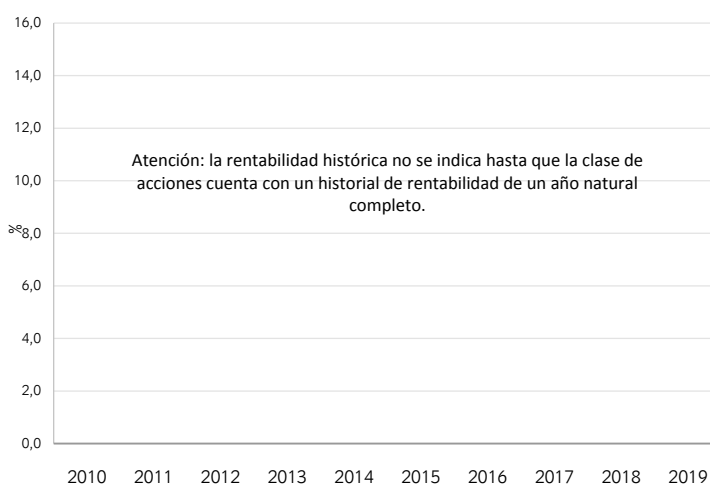 16,0
14,0
12,0
Atención: la rentabilidad histórica no se indica hasta que la clase de
acciones cuenta con un historial de rentabilidad de un año natural
completo.
10,0
%
8,0
6,0
4,0
2,0
0,0
2010 2011 2012 2013 2014 2015 2016 2017 2018 2019